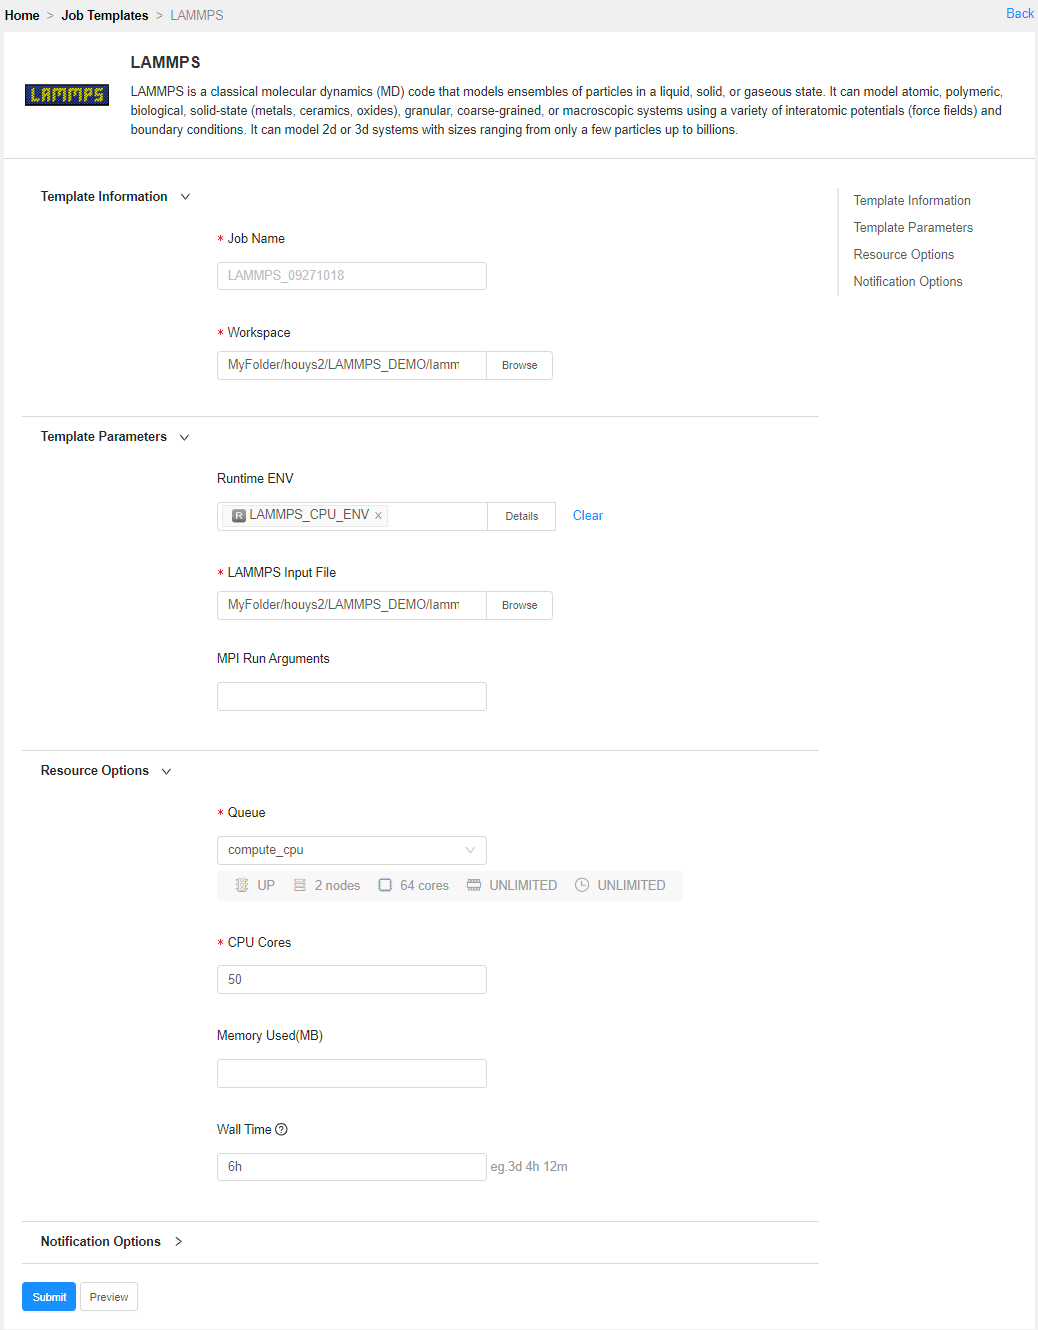 Home > Job Templates > LAMMPS
Back
LAMMPS
LAMMPS
LAMMPS is a classical molecular dynamics (MD) code that models ensembles of particles in a liquid, solid, or gaseous state. It can model atomic, polymeric,
biological, solid-state (metals, ceramics, oxides), granular, coarse-grained, or macroscopic systems using a variety of interatomic potentials (force fields) and
boundary conditions. It can model 2d or 3d systems with sizes ranging from only a few particles up to billions.
Template Information
* Job Name
LAMMPS_09271018
* Workspace
MyFolder/houys2/LAMMPS_DEMO/lamm
Browse
Template Parameters
Runtime ENV
R LAMMPS_CPU_ENV x
Details
Clear
* LAMMPS Input File
MyFolder/houys2/LAMMPS_DEMO/lamm
Browse
MPI Run Arguments
Resource Options
* Queue
compute_cpu
UP 2 nodes 64 cores UNLIMITED UNLIMITED
* CPU Cores
50
Memory Used(MB)
Wall Time ?
6h
eg.3d 4h 12m
Notification Options
Submit
Preview
Template Information
Template Parameters
Resource Options
Notification Options